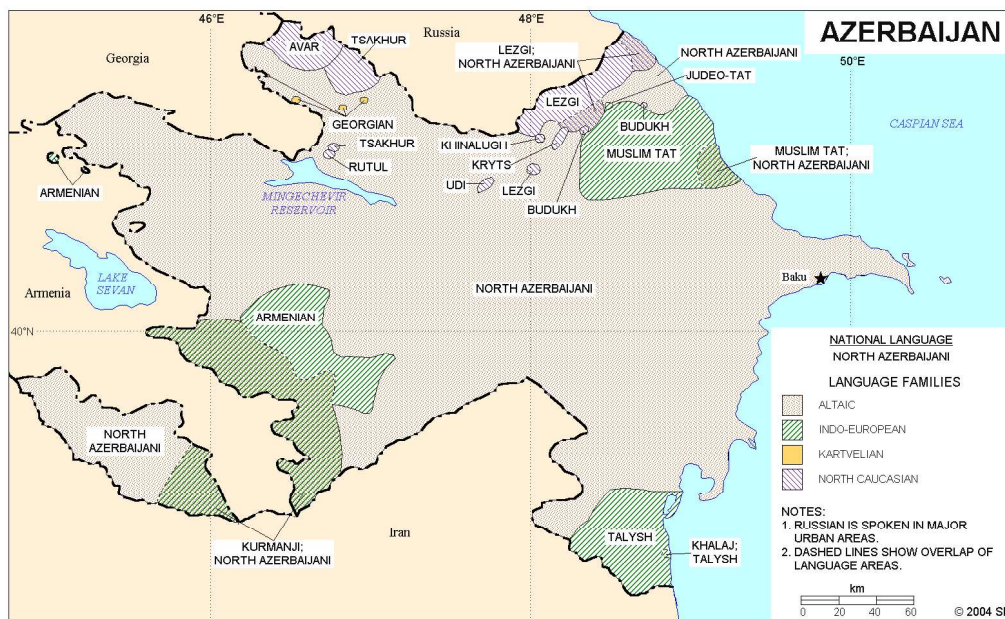 46°E
48°E
AZERBAIJAN
50°E
Georgia
Russia
AVAR
TSAKHUR
LEZGI;
NORTH AZERBAIJANI
NORTH AZERBAIJANI
JUDEO-TAT
LEZGI
GEORGIAN
BUDUKH
CASPIAN SEA
TSAKHUR
RUTUL
KHINALUGH
KRYTS
MUSLIM TAT
MUSLIM TAT;
NORTH AZERBAIJANI
ARMENIAN
UDI
LEZGI
BUDUKH
MINGECHEVIR
RESERVOIR
LAKE
SEVAN
Armenia
NORTH AZERBAIJANI
Baku
ARMENIAN
40°N
NATIONAL LANGUAGE
NORTH AZERBAIJANI
LANGUAGE FAMILIES
ALTAIC
INDO-EUROPEAN
KARTVELIAN
NORTH CAUCASIAN
NORTH
AZERBAIJANI
KURMANJI;
NORTH AZERBAIJANI
Iran
TALYSH
KHALAJ;
TALYSH
NOTES:
1. RUSSIAN IS SPOKEN IN MAJOR
URBAN AREAS.
2. DASHED LINES SHOW OVERLAP OF
LANGUAGE AREAS.
km
0 20 40 60
© 2004